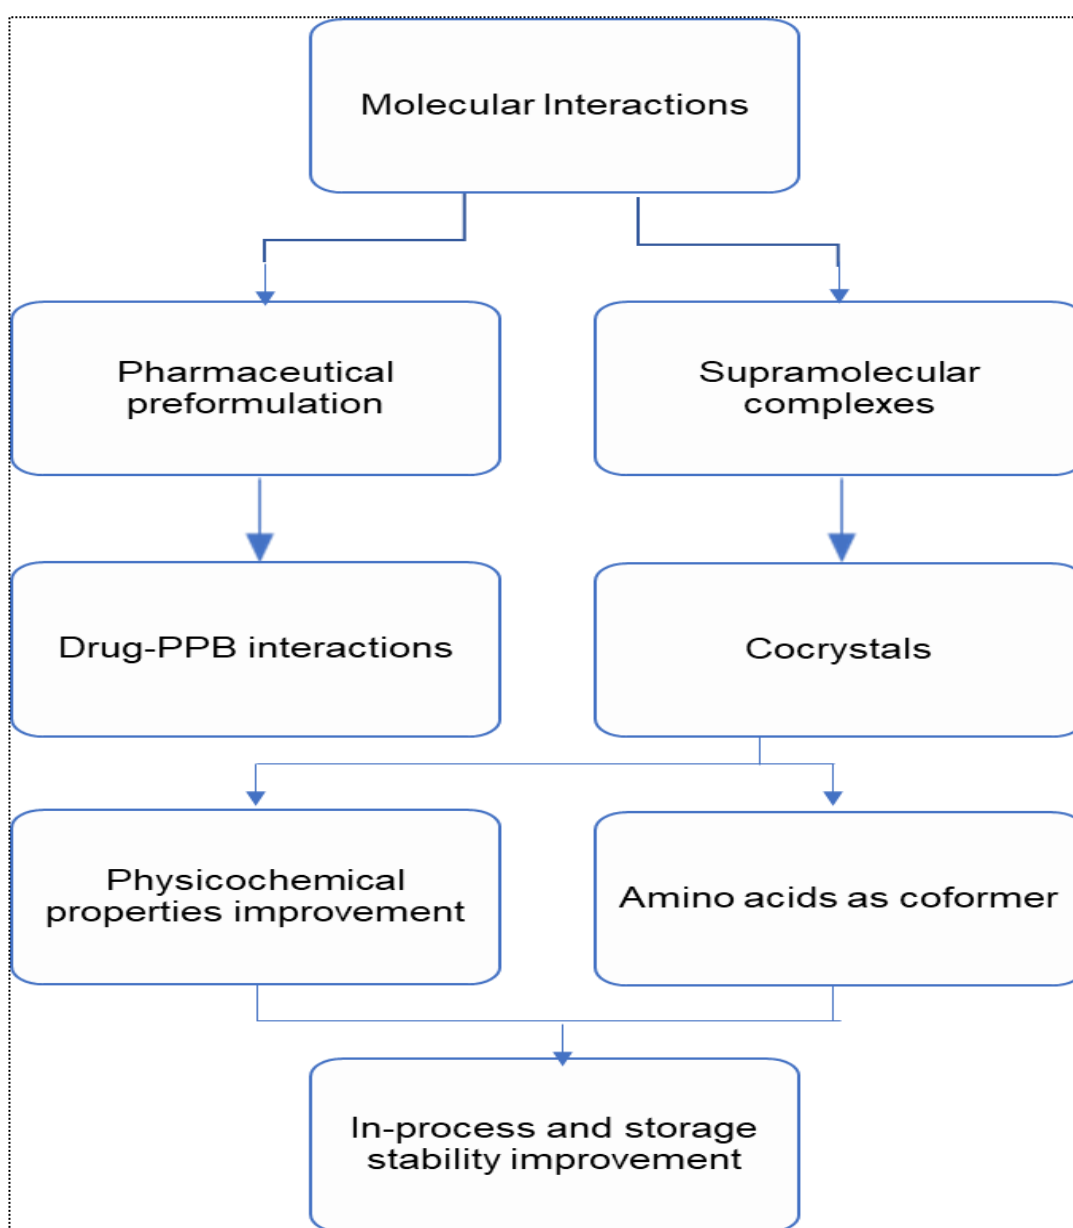 Molecular Interactions
Pharmaceutical
preformulation
Supramolecular
complexes
Drug-PPB interactions
Cocrystals
Physicochemical
properties improvement
Amino acids as coformer
In-process and storage
stability improvement